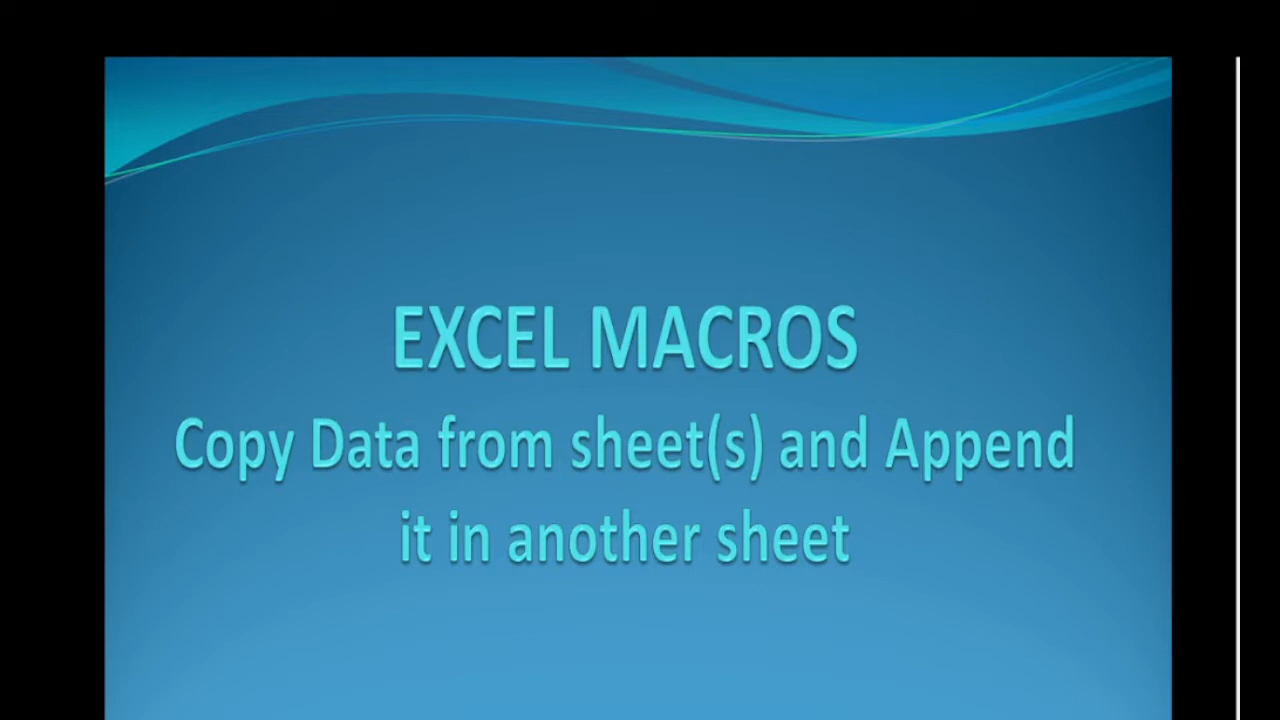 EXCEL MACROS
Copy Data from sheet(s) and Append
it in another sheet